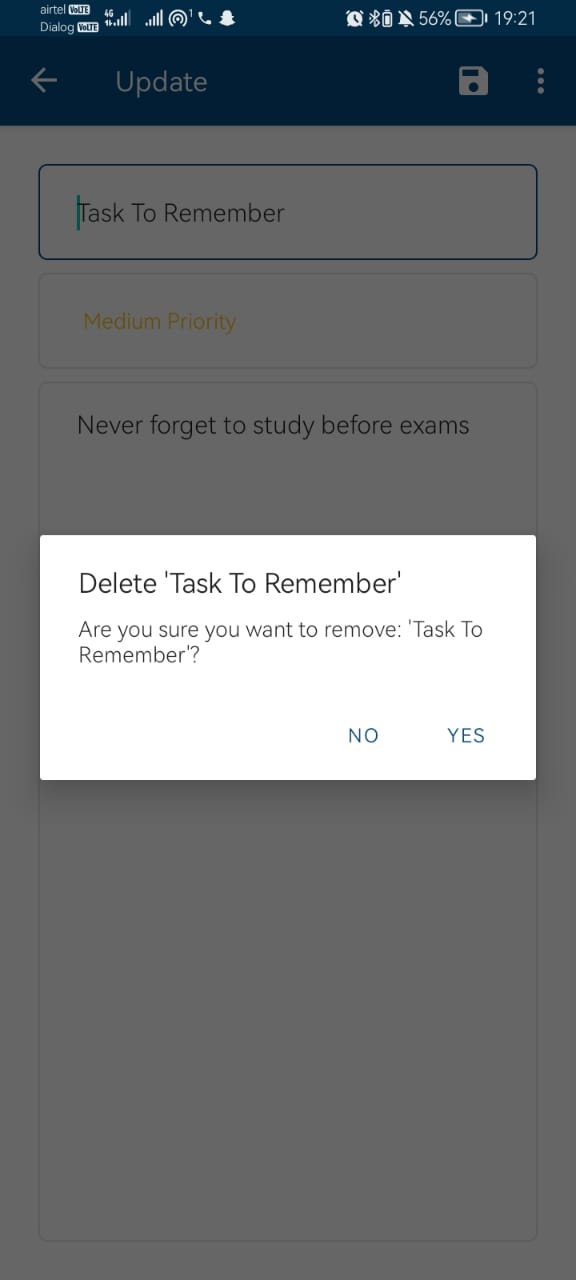 airtel VoLTE 4G 1 56% 19:21
Dialog VoLTE
Update
Task To Remember
Medium Priority
Never forget to study before exams
Delete 'Task To Remember'
Are you sure you want to remove: 'Task To
Remember'?
NO YES